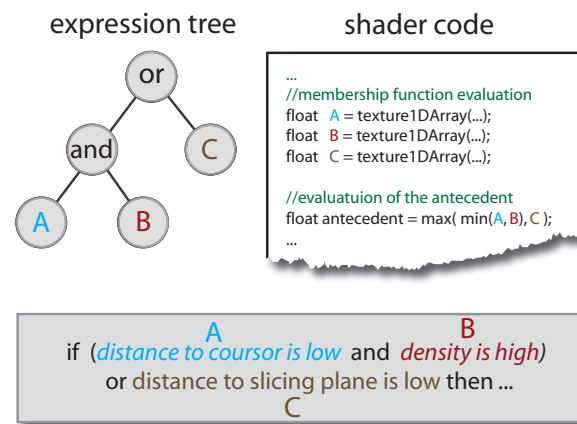 expression tree
or
and
C
A
B
shader code
...
//membership function evaluation
float A = texture1DArray(...);
float B = texture1DArray(...);
float C = texture1DArray(...);
//evaluatuion of the antecedent
float antecedent = max( min(A,B),C );
...
A
B
if (distance to coursor is low and density is high)
or distance to slicing plane is low then ...
C